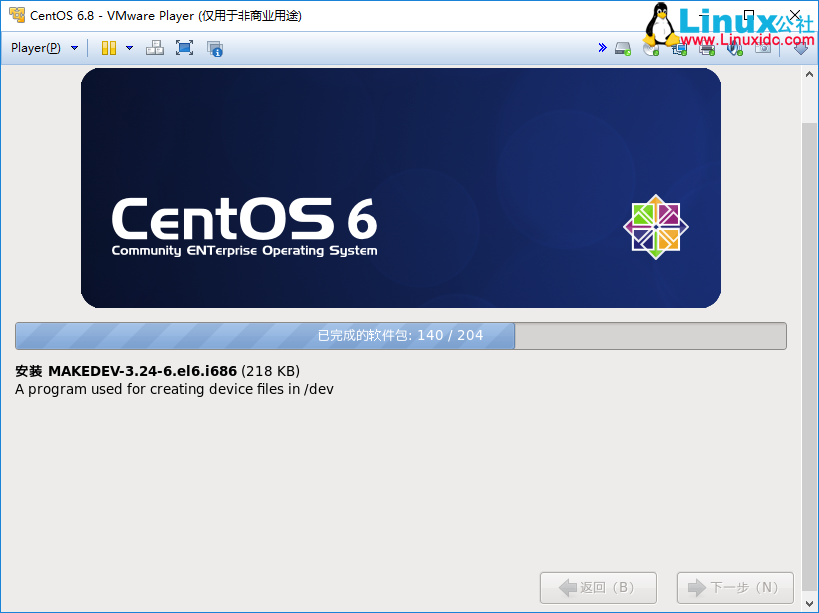 CentOS 6.8 - VMware Player (仅用于非商业用途)
Linux公社
www.Linuxidc.com
Player(P)
CentOS 6
Community ENTerprise Operating System
已完成的软件包: 140 / 204
安装 MAKEDEV-3.24-6.el6.i686 (218 KB)
A program used for creating device files in /dev
返回（B）
下一步（N）